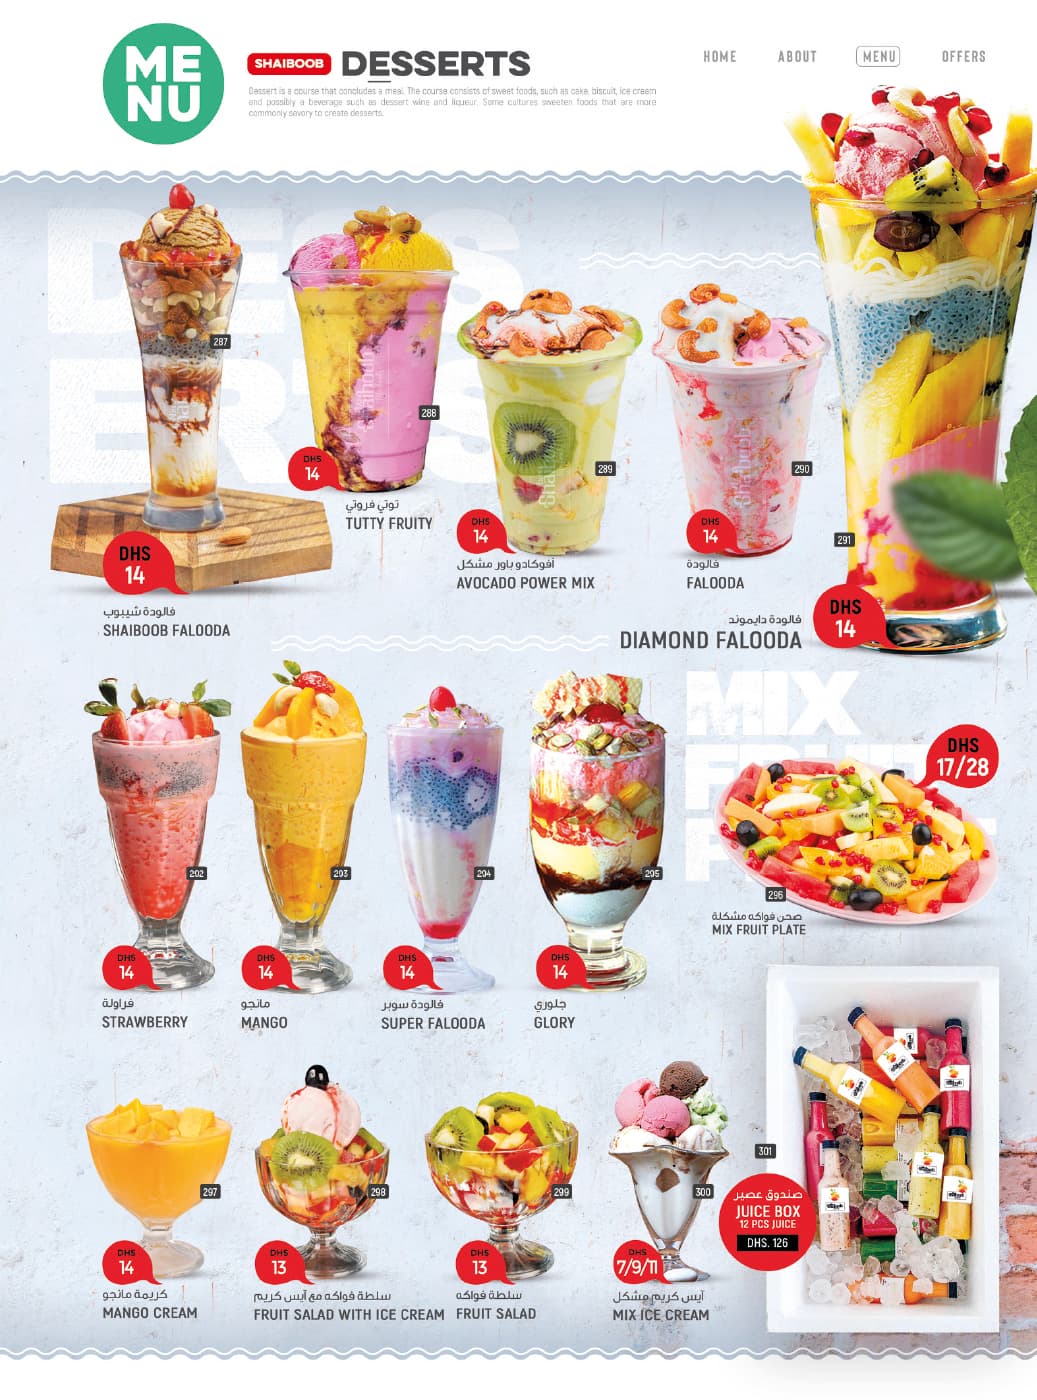 ME
NU
SHAIBOOB DESSERTS
Dessert is a course that concludes a meal. The course consists of sweet foods, such as cake, biscuit, ice cream
and possibly a beverage such as dessert wine and liqueur. Some cultures sweeten foods that are more
commonly savory to create desserts.
HOME ABOUT MENU OFFERS
DESS
ERTS
287
DHS
14
فالودة شيبوب
SHAIBOOB FALOODA
288
DHS
14
توتي فروتي
TUTTY FRUITY
289
DHS
14
أفوكادو باور مشكل
AVOCADO POWER MIX
290
DHS
14
فالودة
FALOODA
291
DHS
14
فالودة دايموند
DIAMOND FALOODA
292
DHS
14
فراولة
STRAWBERRY
293
DHS
14
مانجو
MANGO
294
DHS
14
فالودة سوبر
SUPER FALOODA
295
DHS
14
جلوري
GLORY
MIX
FRUIT
DHS
17/28
296
صحن فواكه مشكلة
MIX FRUIT PLATE
297
DHS
14
كريمة مانجو
MANGO CREAM
298
DHS
13
سلطة فواكه مع آيس كريم
FRUIT SALAD WITH ICE CREAM
299
DHS
13
سلطة فواكه
FRUIT SALAD
300
DHS
7/9/11
آيس كريم مشكل
MIX ICE CREAM
301
صندوق عصير
JUICE BOX
12 PCS JUICE
DHS. 126